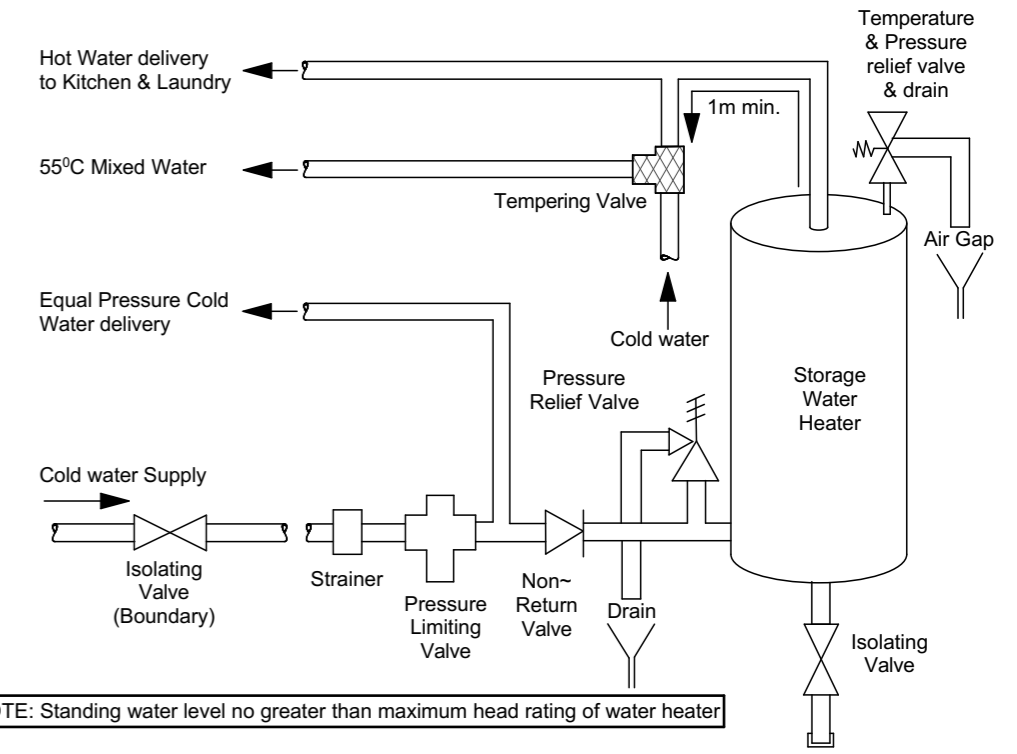 Temperature
& Pressure
relief valve
& drain
Hot Water delivery
to Kitchen & Laundry
1m min.
55⁰C Mixed Water
Tempering Valve
Air Gap
Equal Pressure Cold
Water delivery
Cold water
Pressure
Relief Valve
Storage
Water
Heater
Cold water Supply
Isolating
Valve
(Boundary)
Strainer
Pressure
Limiting
Valve
Non~
Return
Valve
Drain
Isolating
Valve
OTE: Standing water level no greater than maximum head rating of water heater